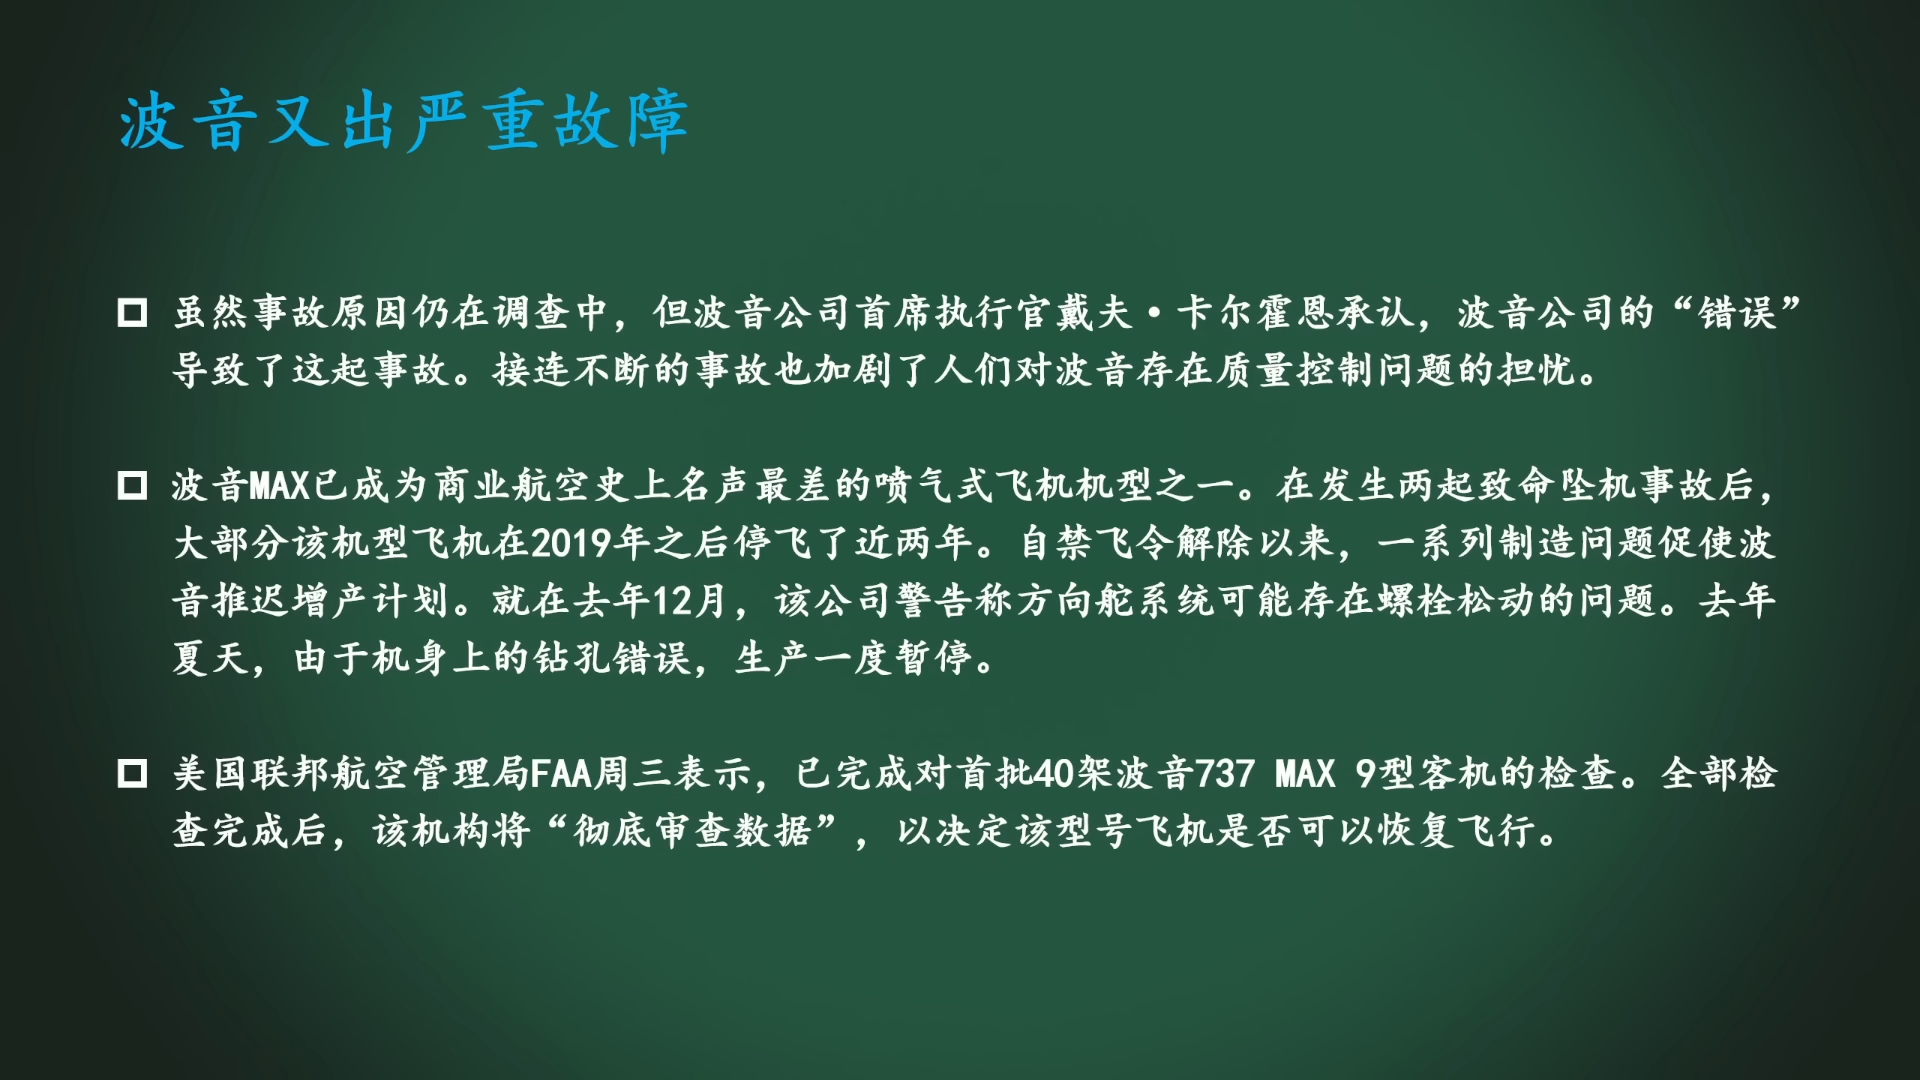 波音又出严重故障
虽然事故原因仍在调查中，但波音公司首席执行官戴夫·卡尔霍恩承认，波音公司的“错误”
导致了这起事故。接连不断的事故也加剧了人们对波音存在质量控制问题的担忧。
波音MAX已成为商业航空史上名声最差的喷气式飞机机型之一。在发生两起致命坠机事故后，
大部分该机型飞机在2019年之后停飞了近两年。自禁飞令解除以来，一系列制造问题促使波
音推迟增产计划。就在去年12月，该公司警告称方向舵系统可能存在螺栓松动的问题。去年
夏天，由于机身上的钻孔错误，生产一度暂停。
美国联邦航空管理局FAA周三表示，已完成对首批40架波音737 MAX 9型客机的检查。全部检
查完成后，该机构将“彻底审查数据”，以决定该型号飞机是否可以恢复飞行。